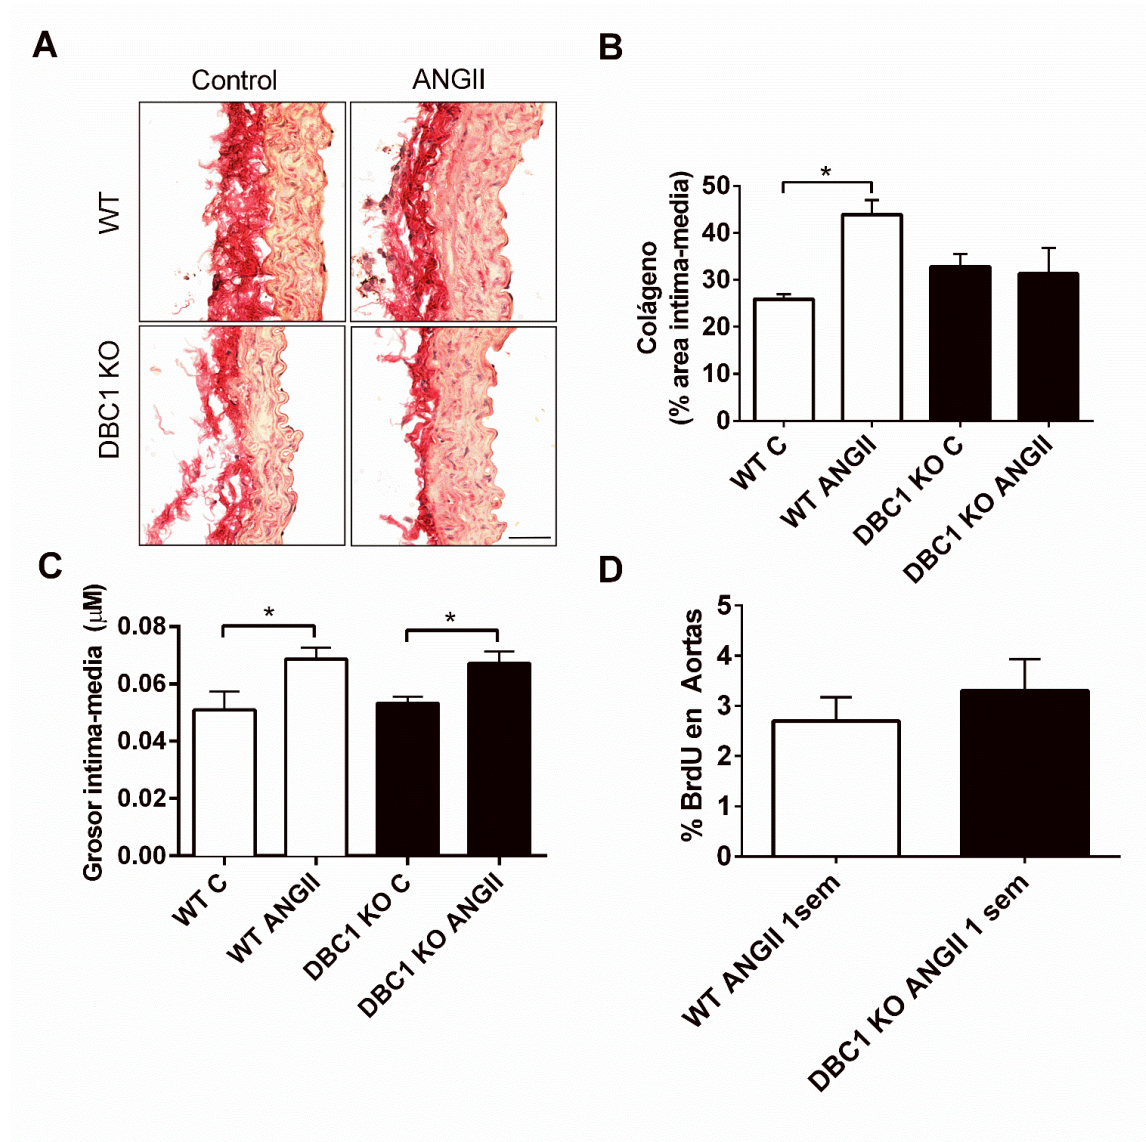 A
Control
ANGII
WT
DBC1 KO
B
Colágeno
(% area intima-media)
50
40
30
20
10
0
*
WT C
WT ANGII
DBC1 KO C
DBC1 KO ANGII
C
Grosor intima-media (µM)
0.08
0.06
0.04
0.02
0.00
*
*
WT C
WT ANGII
DBC1 KO C
DBC1 KO ANGII
D
% BrdU en Aortas
5
4
3
2
1
0
WT ANGII 1sem
DBC1 KO ANGII 1 sem